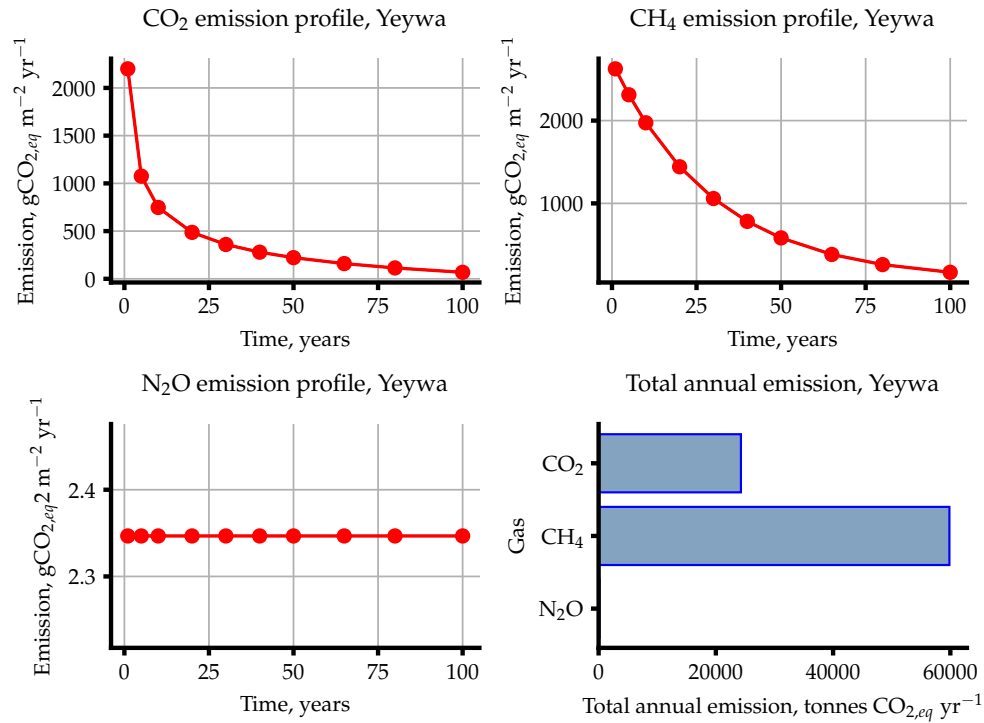 CO₂ emission profile, Yeywa
Emission, gCO₂,eq m⁻² yr⁻¹
2000
1500
1000
500
0
0 25 50 75 100
Time, years
CH₄ emission profile, Yeywa
Emission, gCO₂,eq m⁻² yr⁻¹
2000
1000
0 25 50 75 100
Time, years
N₂O emission profile, Yeywa
Emission, gCO₂,eq2 m⁻² yr⁻¹
2.4
2.3
0 25 50 75 100
Time, years
Total annual emission, Yeywa
Gas
CO₂
CH₄
N₂O
0 20000 40000 60000
Total annual emission, tonnes CO₂,eq yr⁻¹